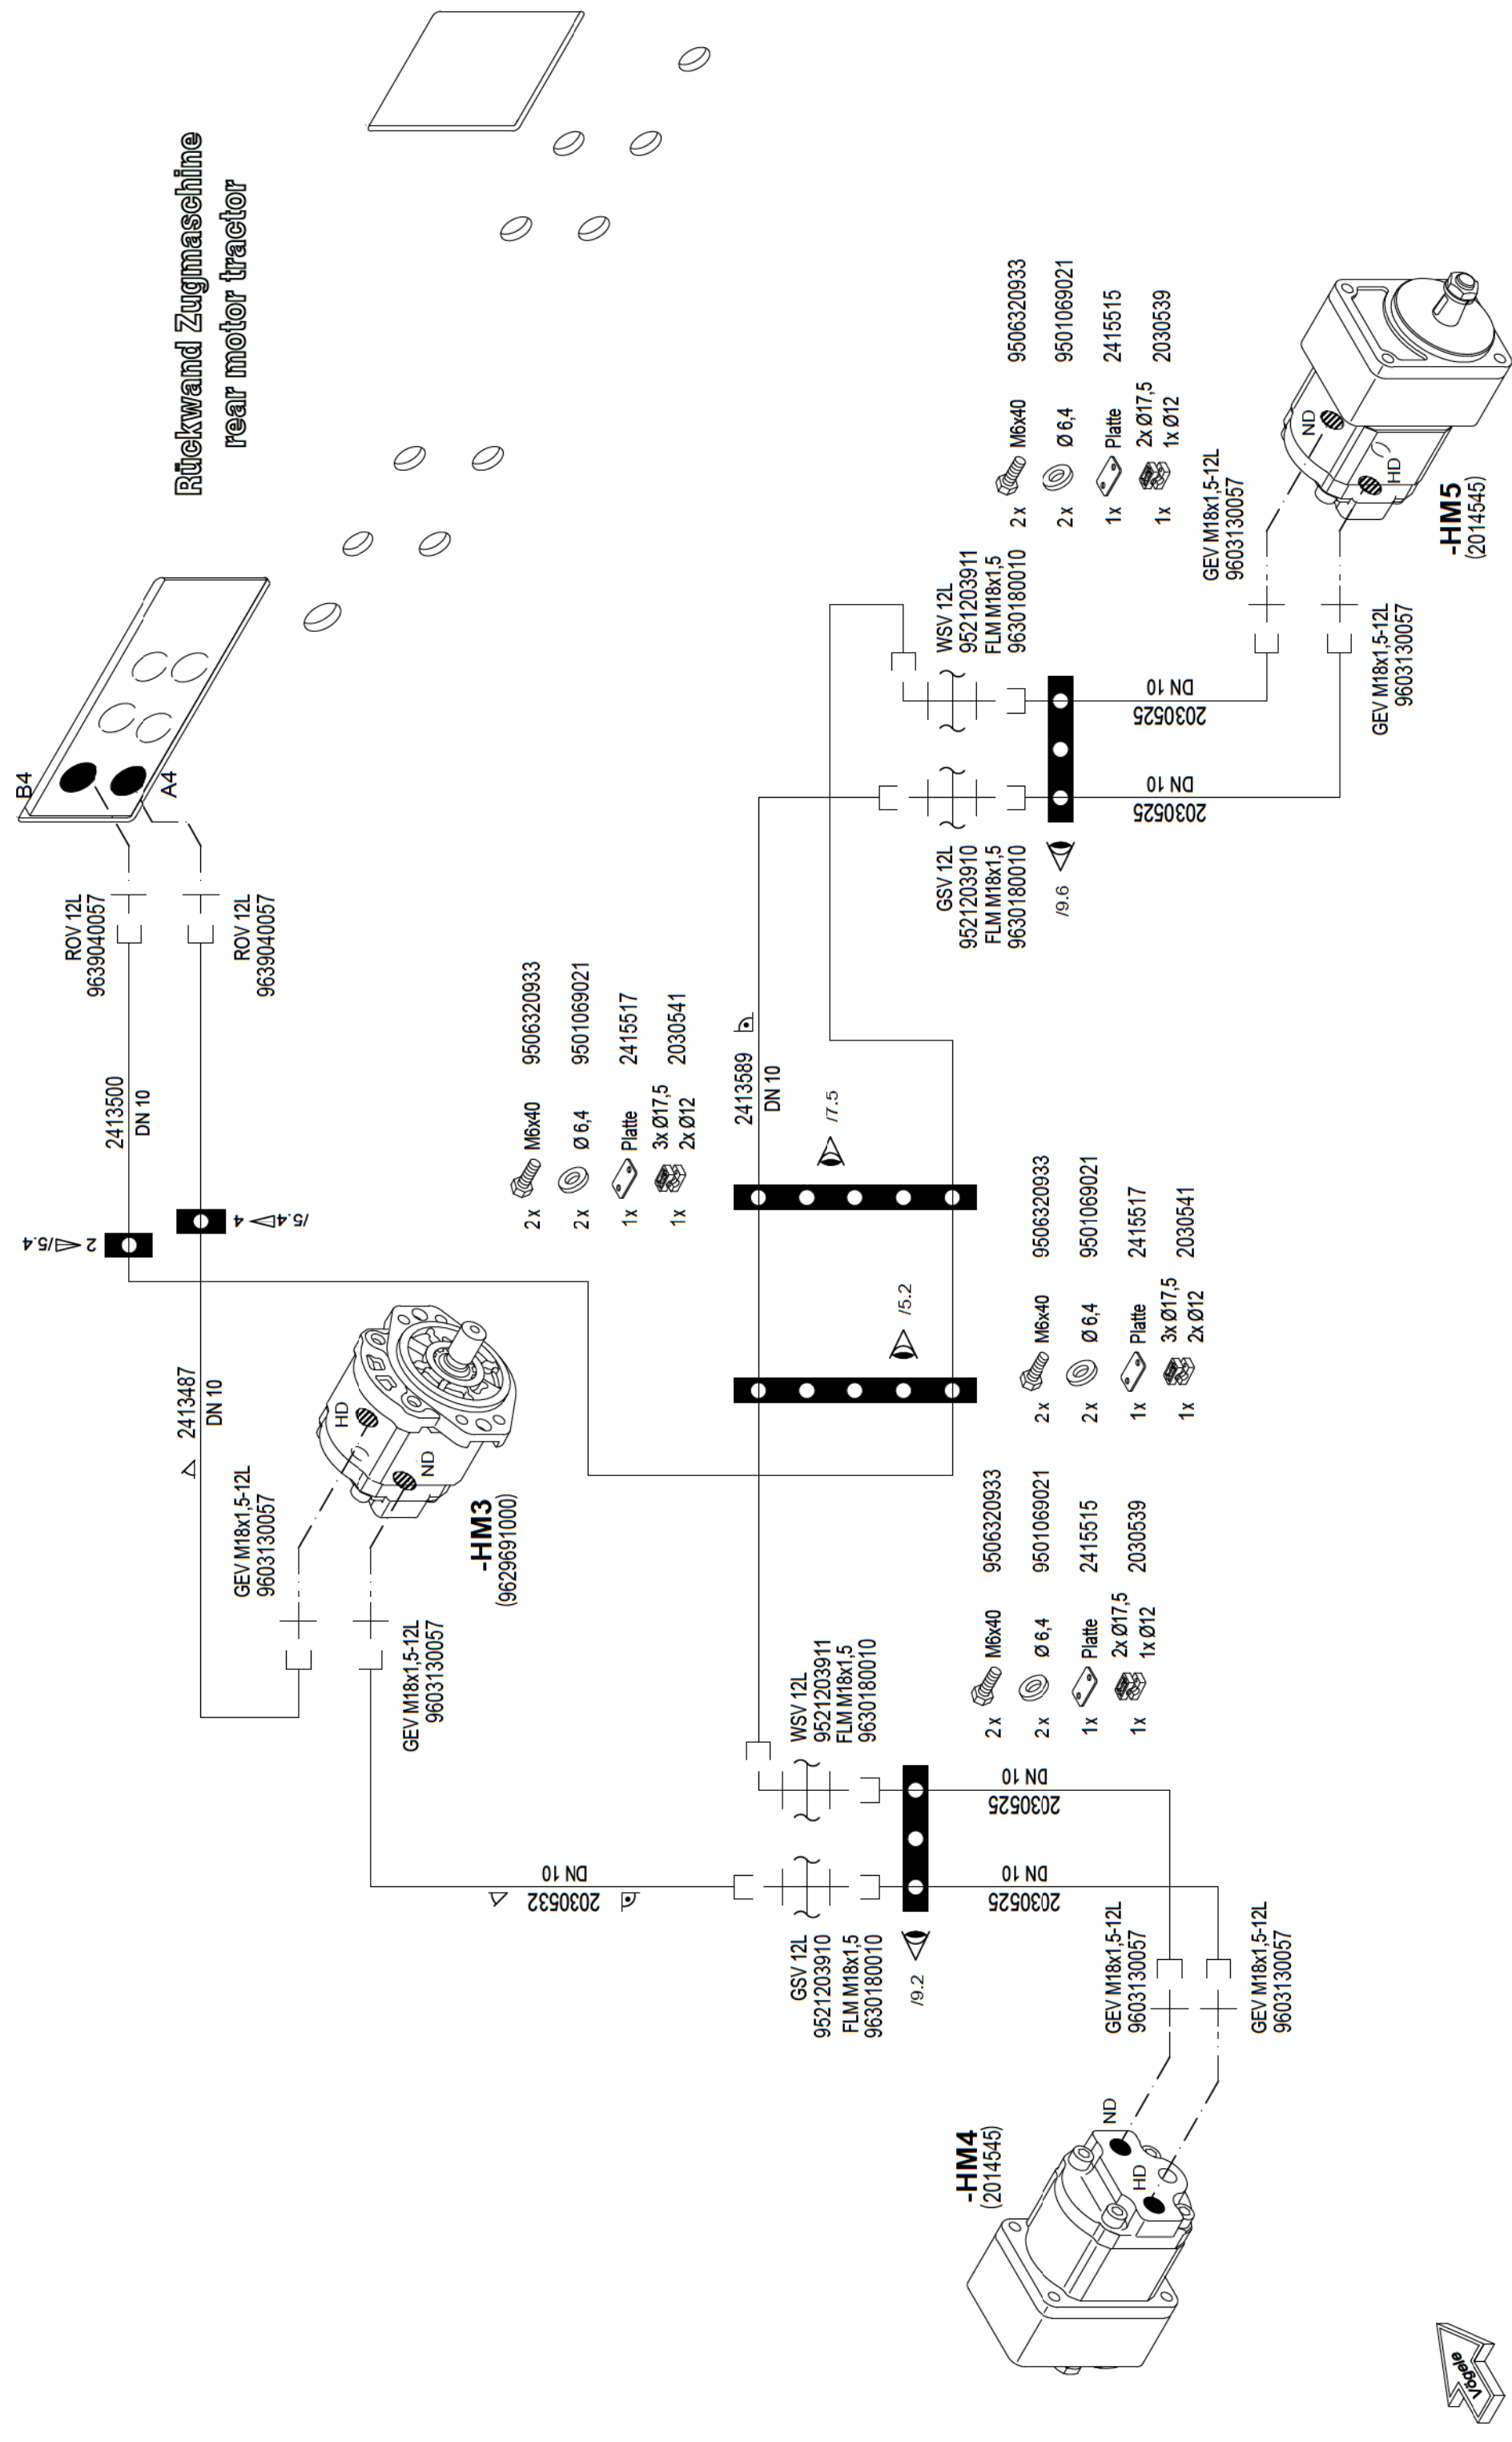 Rückwand Zugmaschine
rear motor tractor
B4
A4
ROV 12L
9639040057
ROV 12L
9639040057
2413500
DN 10
2
/5.4
4
/5.4
2413487
DN 10
GEV M18x1,5-12L
9603130057
GEV M18x1,5-12L
9603130057
HD
ND
-HM3
(9629691000)
2 x M6x40 9506320933
2 x Ø 6,4 9501069021
1x Platte 2415517
1x 3x Ø17,5 2030541
2x Ø12
2413589
DN 10
/7.5
/5.2
2 x M6x40 9506320933
2 x Ø 6,4 9501069021
1x Platte 2415517
1x 3x Ø17,5 2030541
2x Ø12
2030532
DN 10
GSV 12L
9521203910
FLM M18x1,5
9630180010
WSV 12L
9521203911
FLM M18x1,5
9630180010
/9.2
2030525
DN 10
2030525
DN 10
2 x M6x40 9506320933
2 x Ø 6,4 9501069021
1x Platte 2415515
1x 2x Ø17,5 2030539
1x Ø12
GEV M18x1,5-12L
9603130057
GEV M18x1,5-12L
9603130057
-HM4
(2014545)
ND
HD
GSV 12L
9521203910
FLM M18x1,5
9630180010
WSV 12L
9521203911
FLM M18x1,5
9630180010
/9.6
2030525
DN 10
2030525
DN 10
2 x M6x40 9506320933
2 x Ø 6,4 9501069021
1x Platte 2415515
1x 2x Ø17,5 2030539
1x Ø12
GEV M18x1,5-12L
9603130057
GEV M18x1,5-12L
9603130057
ND
HD
-HM5
(2014545)
Vögele